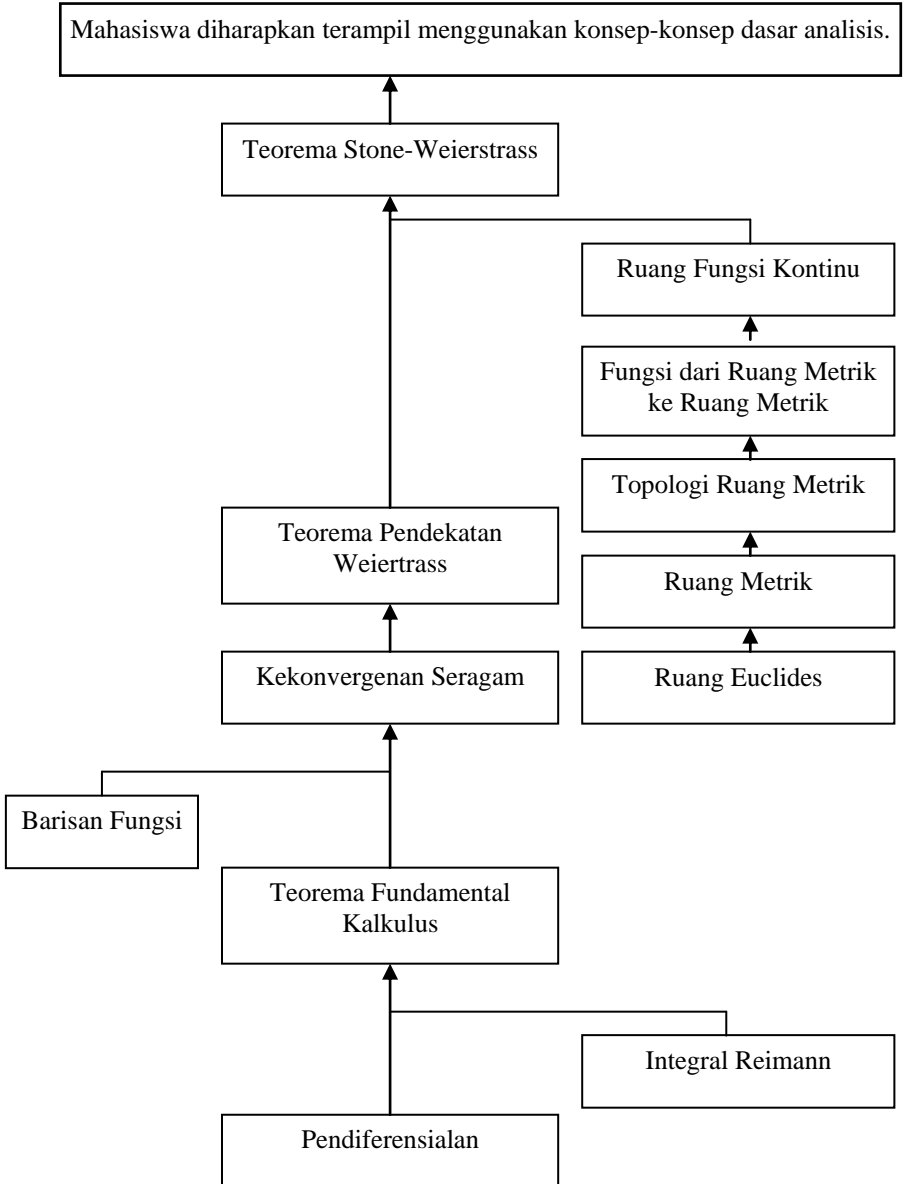 Mahasiswa diharapkan terampil menggunakan konsep-konsep dasar analisis.
Teorema Stone-Weierstrass
Ruang Fungsi Kontinu
Fungsi dari Ruang Metrik
ke Ruang Metrik
Topologi Ruang Metrik
Teorema Pendekatan
Weiertrass
Ruang Metrik
Kekonvergenan Seragam
Ruang Euclides
Barisan Fungsi
Teorema Fundamental
Kalkulus
Integral Reimann
Pendiferensialan